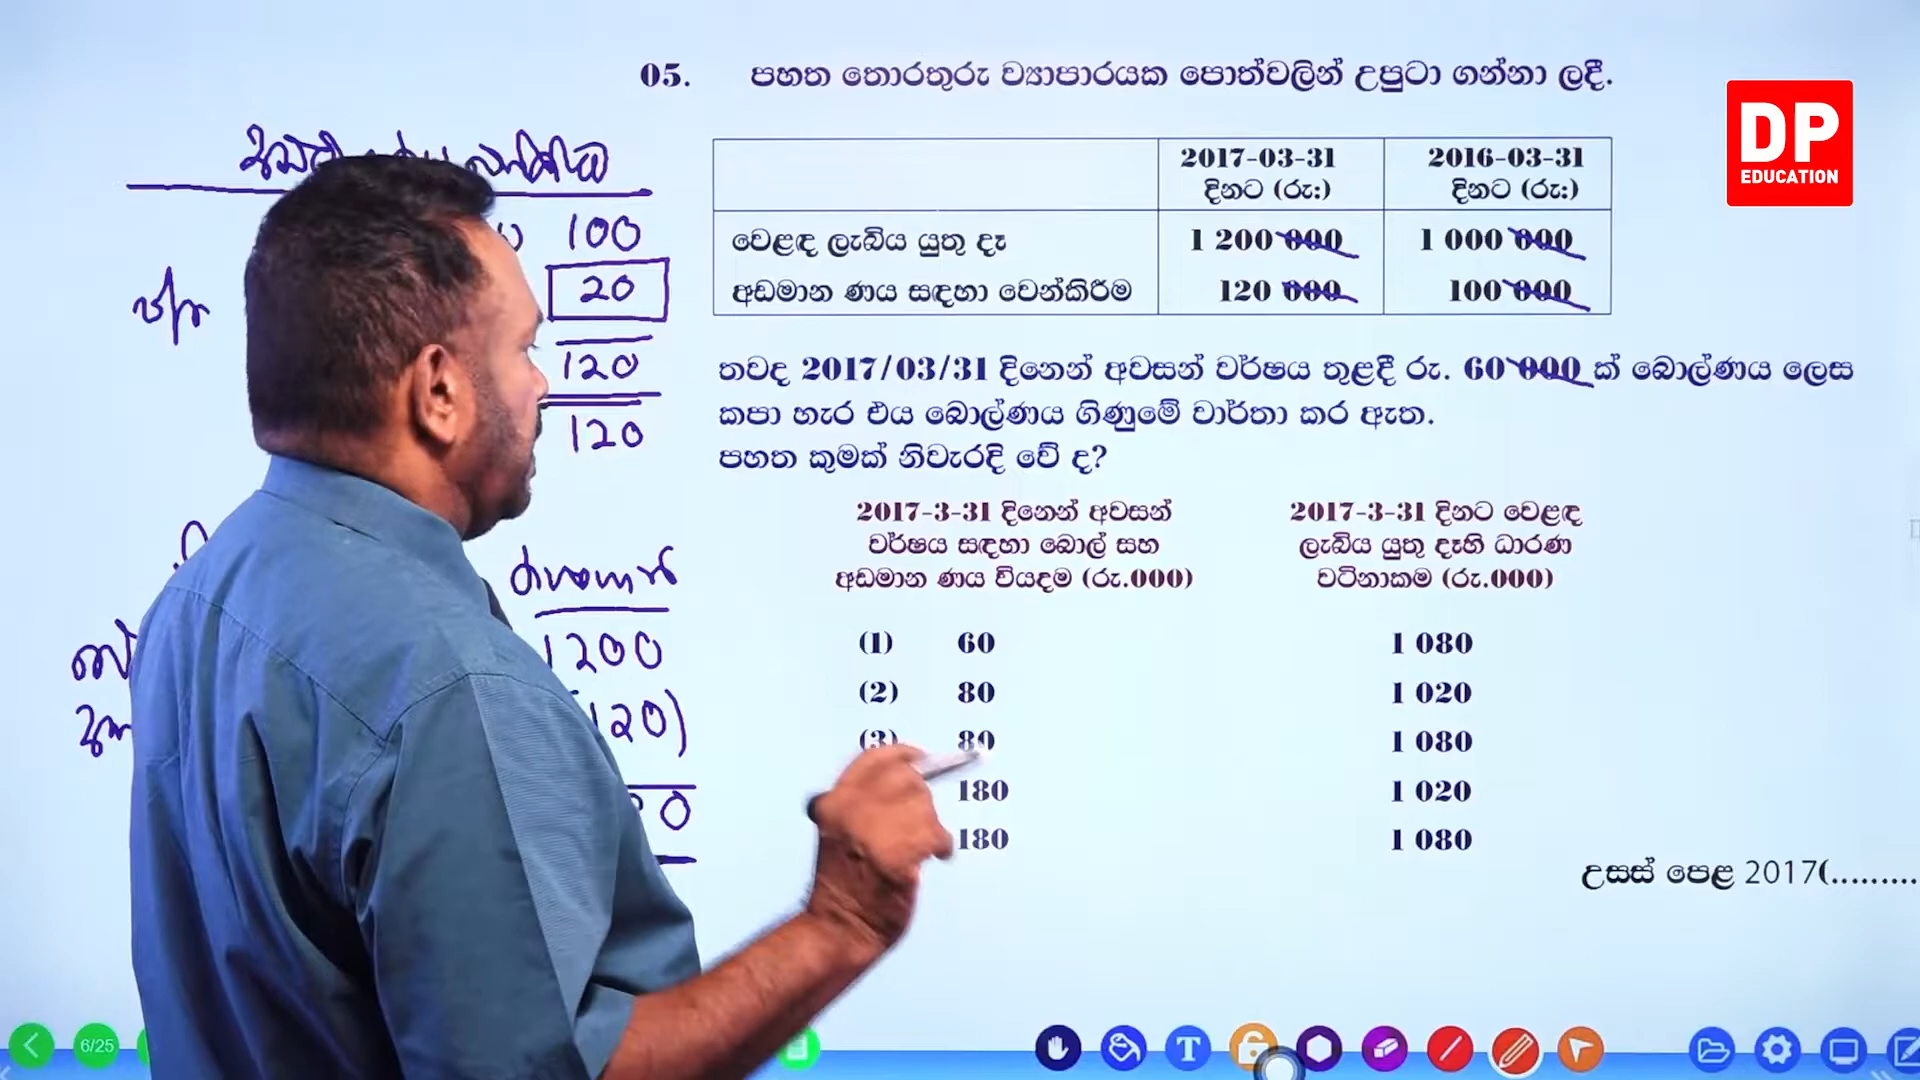 05. පහත තොරතුරු ව්‍යාපාරයක පොත්වලින් උපුටා ගන්නා ලදී.
DP
EDUCATION
2017-03-31 දිනට (රු:) 2016-03-31 දිනට (රු:)
වෙළඳ ලැබිය යුතු දෑ 1 200 000 1 000 000
අඩමාන ණය සඳහා වෙන්කිරීම 120 000 100 000
තවද 2017/03/31 දිනෙන් අවසන් වර්ෂය තුළදී රු. 60 000 ක් බොල්ණය ලෙස
කපා හැර එය බොල්ණය ගිණුමේ වාර්තා කර ඇත.
පහත කුමක් නිවැරදි වේ ද?
2017-3-31 දිනෙන් අවසන්
වර්ෂය සඳහා බොල් සහ
අඩමාන ණය වියදම (රු.000)
2017-3-31 දිනට වෙළඳ
ලැබිය යුතු දෑහි ධාරණ
වටිනාකම (රු.000)
(1) 60 1 080
(2) 80 1 020
(3) 80 1 080
180 1 020
180 1 080
උසස් පෙළ 2017(.........
100
20
120
120
1200
120)
0
6/25
T